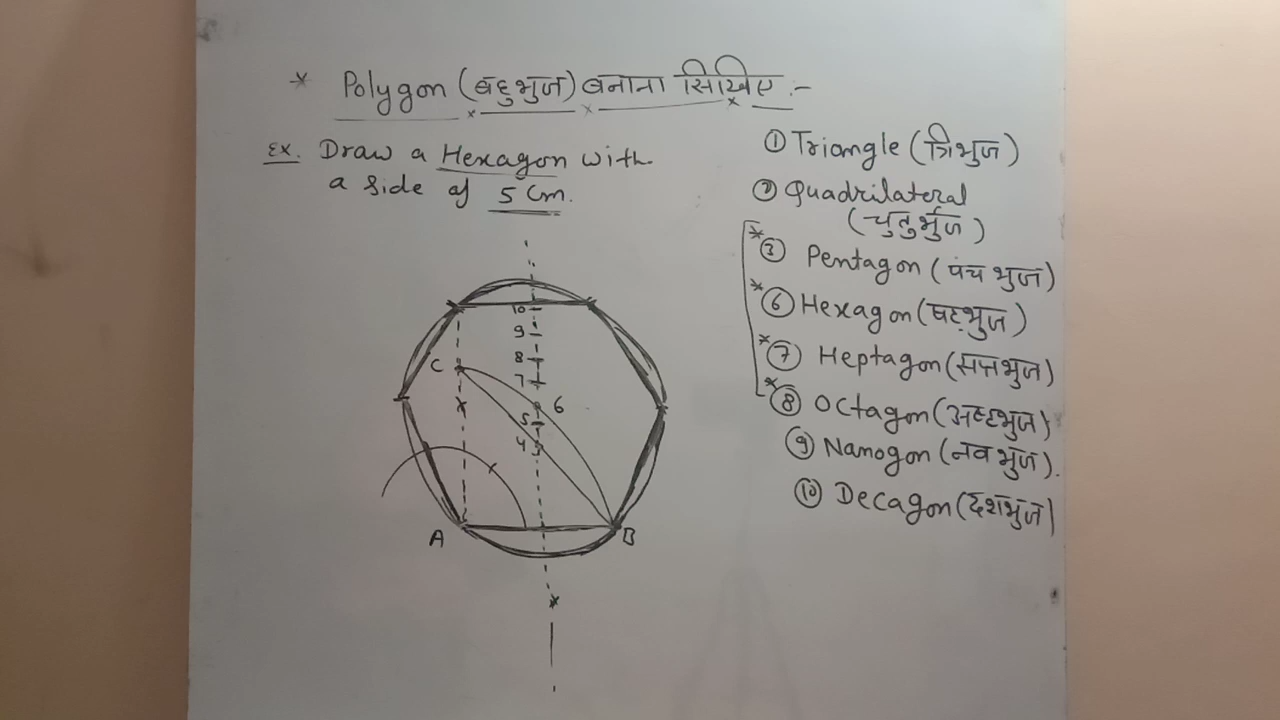 * Polygon (बहुभुज) बनाना सिखिए :-
Ex. Draw a Hexagon with
a side of 5 Cm.
① Triangle (त्रिभुज)
② Quadrilateral
(चुतुर्भुज)
* ③ Pentagon (पंच भुज)
* ⑥ Hexagon (षट्भुज)
* ⑦ Heptagon (सप्तभुज)
* ⑧ Octagon (अष्टभुज)
⑨ Nanogon (नव भुज).
⑩ Decagon (दशभुज)
10
9
8
C
7
6
5
4
A
B